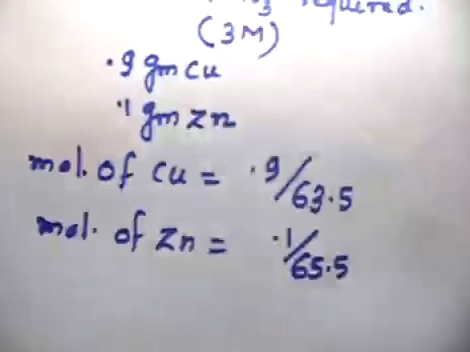 required.
(3M)
.9 gm cu
.1 gm zn
mol. of cu = .9/63.5
mol. of zn = .1/65.5